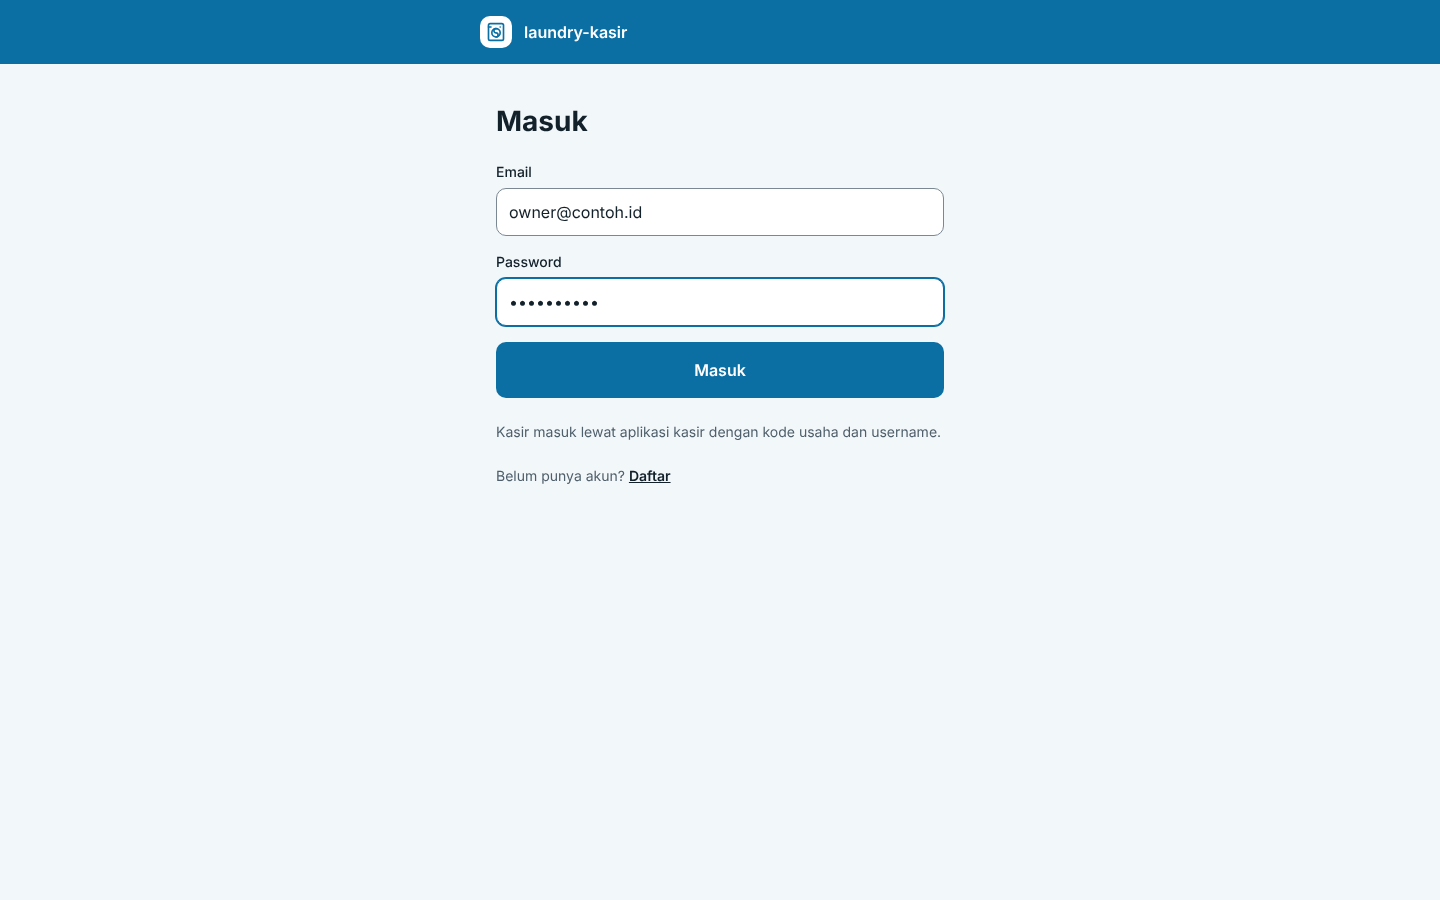 laundry-kasir
Masuk
Email
owner@contoh.id
Password
••••••••••
Masuk
Kasir masuk lewat aplikasi kasir dengan kode usaha dan username.
Belum punya akun? Daftar